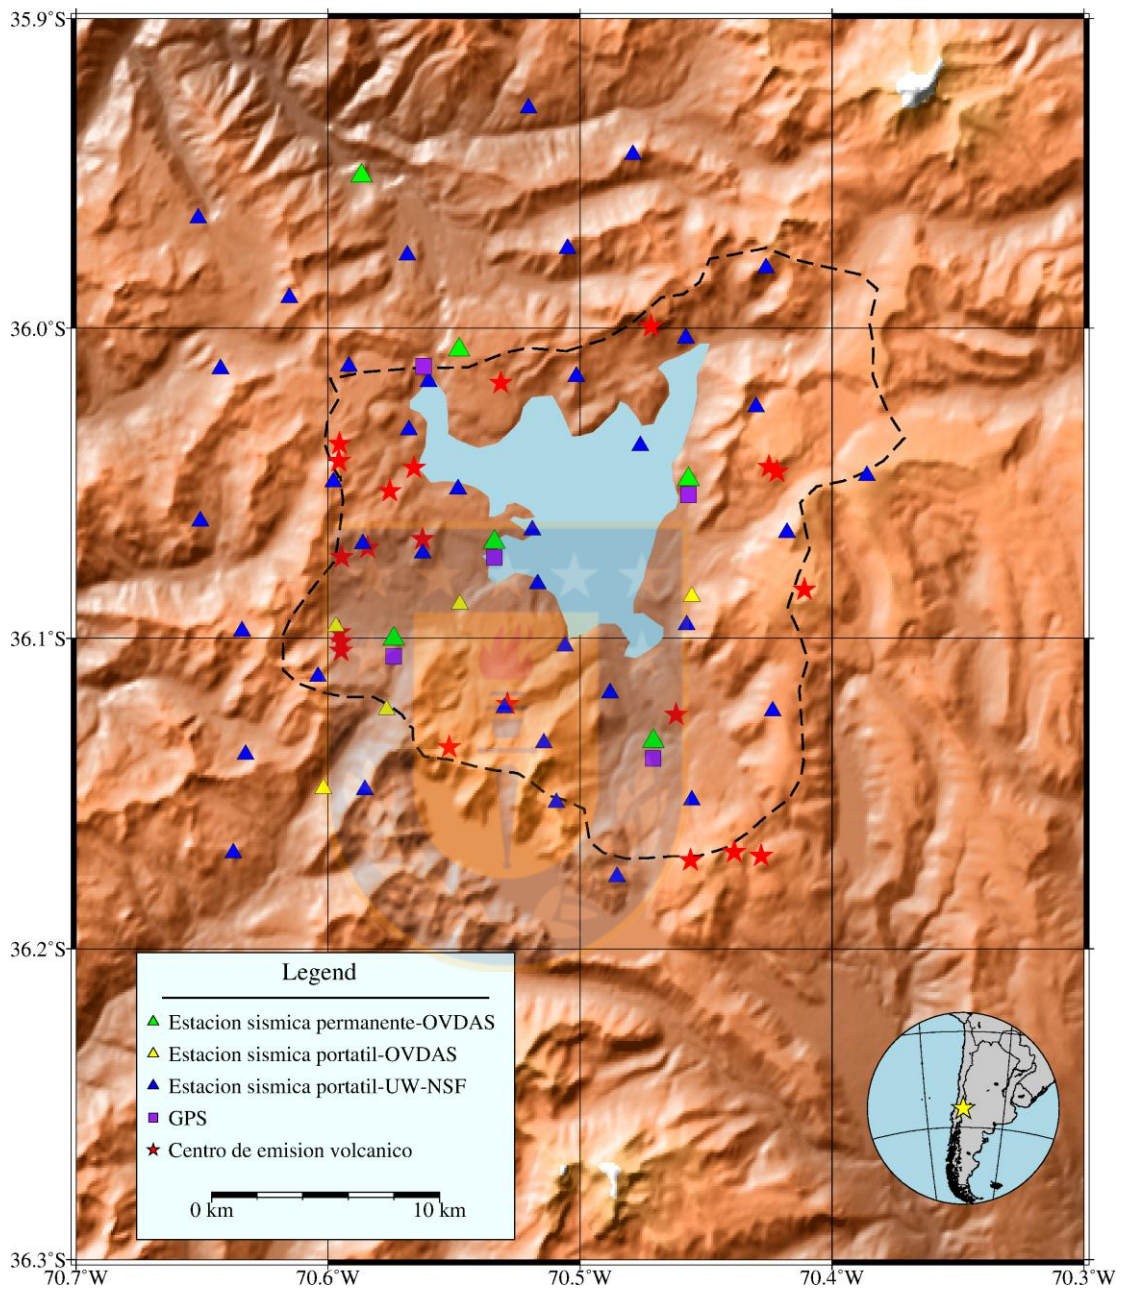 35.9°S
36.0°S
36.1°S
36.2°S
36.3°S
70.7°W
70.6°W
70.5°W
70.4°W
70.3°W
Legend
Estacion sismica permanente-OVDAS
Estacion sismica portatil-OVDAS
Estacion sismica portatil-UW-NSF
GPS
Centro de emision volcanico
0 km
10 km